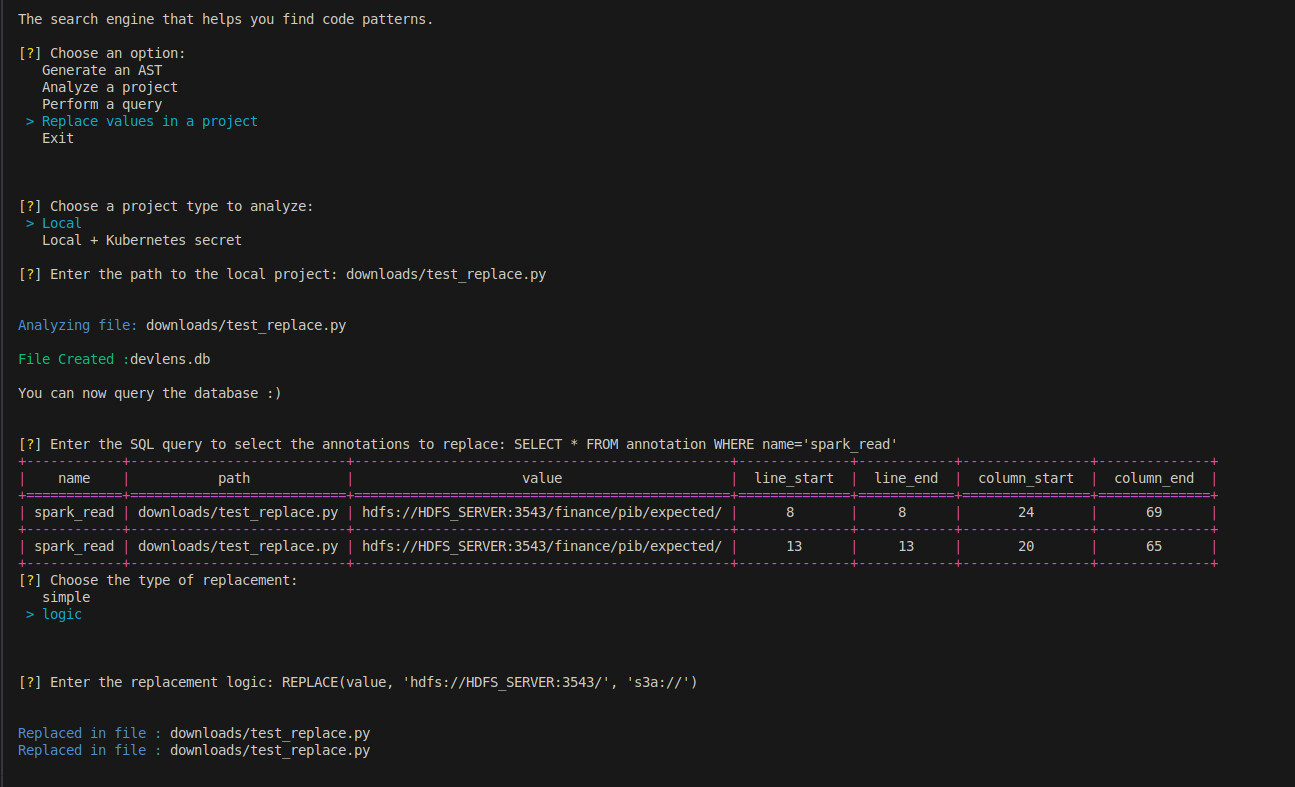 The search engine that helps you find code patterns.
[?] Choose an option:
Generate an AST
Analyze a project
Perform a query
> Replace values in a project
Exit
[?] Choose a project type to analyze:
> Local
Local + Kubernetes secret
[?] Enter the path to the local project: downloads/test_replace.py
Analyzing file: downloads/test_replace.py
File Created :devlens.db
You can now query the database :)
[?] Enter the SQL query to select the annotations to replace: SELECT * FROM annotation WHERE name='spark_read'
| name | path | value | line_start | line_end | column_start | column_end |
| spark_read | downloads/test_replace.py | hdfs://HDFS_SERVER:3543/finance/pib/expected/ | 8 | 8 | 24 | 69 |
| spark_read | downloads/test_replace.py | hdfs://HDFS_SERVER:3543/finance/pib/expected/ | 13 | 13 | 20 | 65 |
[?] Choose the type of replacement:
simple
> logic
[?] Enter the replacement logic: REPLACE(value, 'hdfs://HDFS_SERVER:3543/', 's3a://')
Replaced in file : downloads/test_replace.py
Replaced in file : downloads/test_replace.py